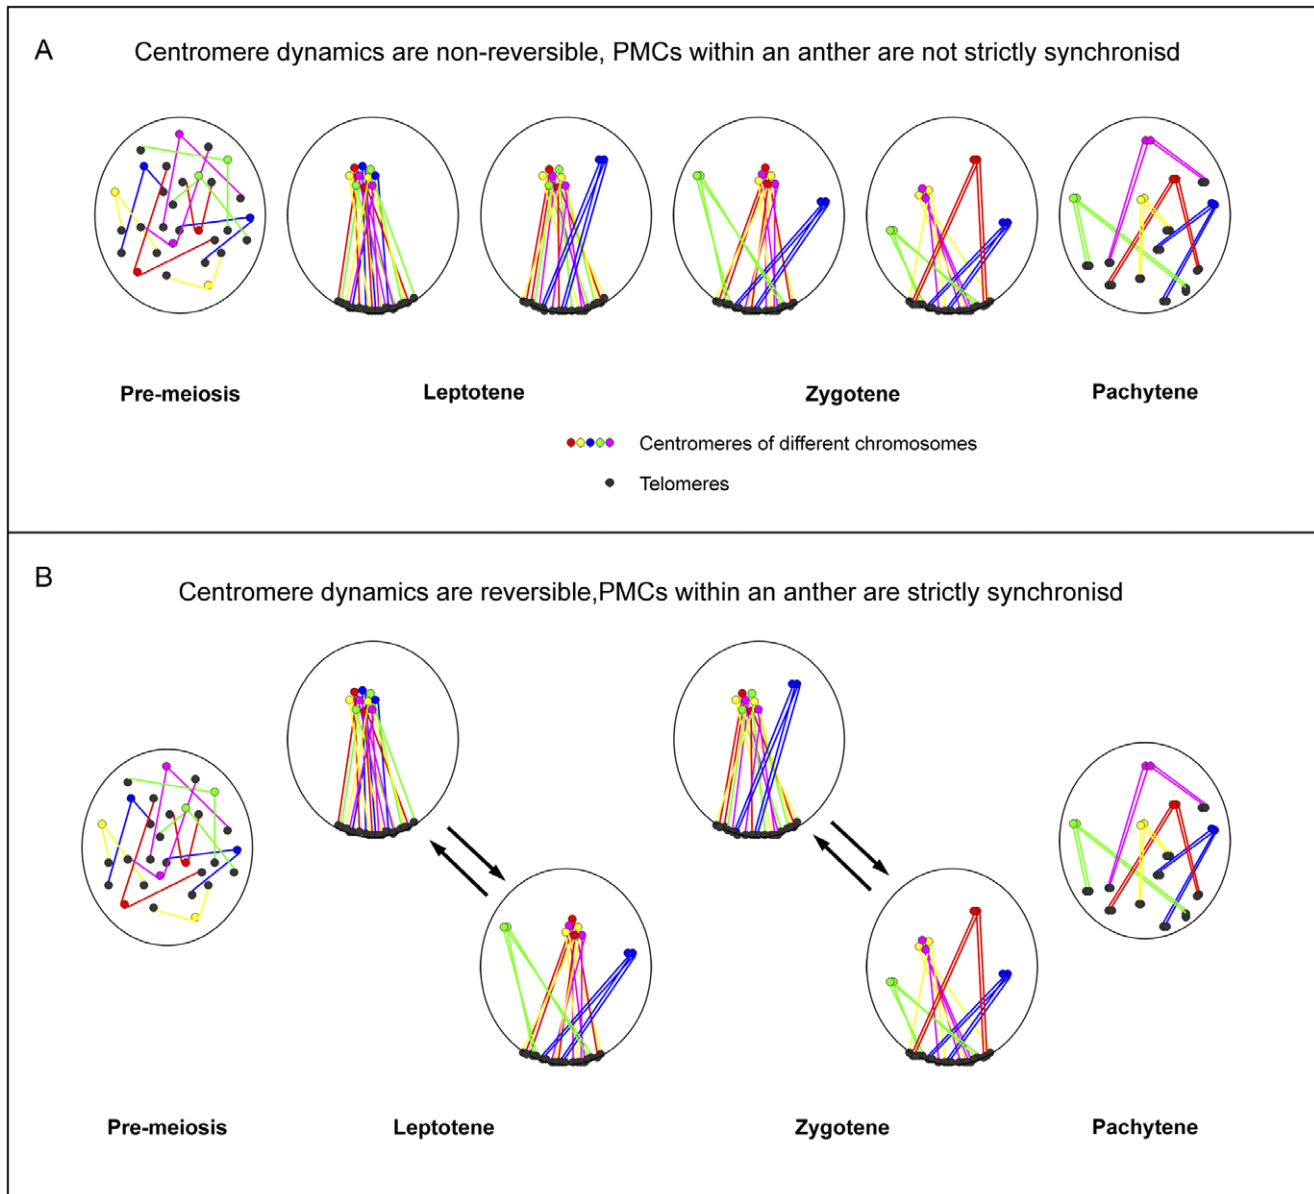 A
Centromere dynamics are non-reversible, PMCs within an anther are not strictly synchronisd
Pre-meiosis
Leptotene
Zygotene
Pachytene
Centromeres of different chromosomes
Telomeres
B
Centromere dynamics are reversible,PMCs within an anther are strictly synchronisd
Pre-meiosis
Leptotene
Zygotene
Pachytene